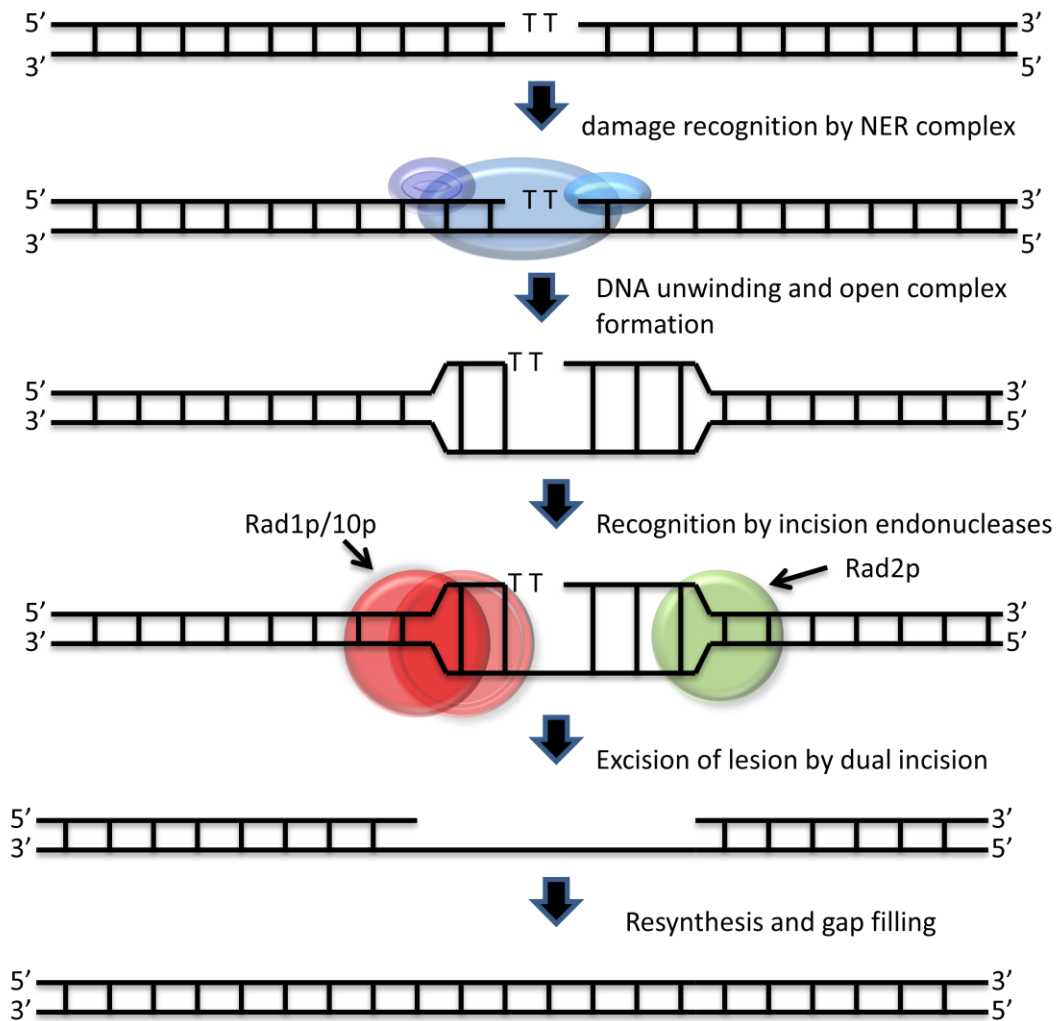 5’ T T 3’
3’ 5’
damage recognition by NER complex
5’ T T 3’
3’ 5’
DNA unwinding and open complex
formation
T T
5’ 3’
3’ 5’
Recognition by incision endonucleases
Rad1p/10p
Rad2p
T T
5’ 3’
3’ 5’
Excision of lesion by dual incision
5’ 3’
3’ 5’
Resynthesis and gap filling
5’ 3’
3’ 5’